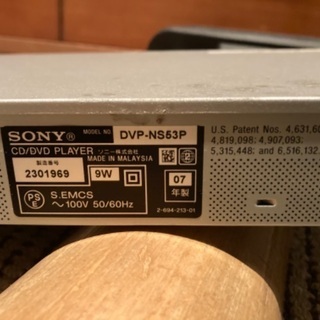 SONY® MODEL NO. DVP-NS53P
CD/DVD PLAYER ソニー株式会社
MADE IN MALAYSIA
製造番号
2301969 9W 07
年製
PS
E
S.EMCS
～100V 50/60Hz
2-694-213-01
U.S. Patent Nos. 4,631,60
4,819,098; 4,907,093;
5,315,448; and 6,516,132.